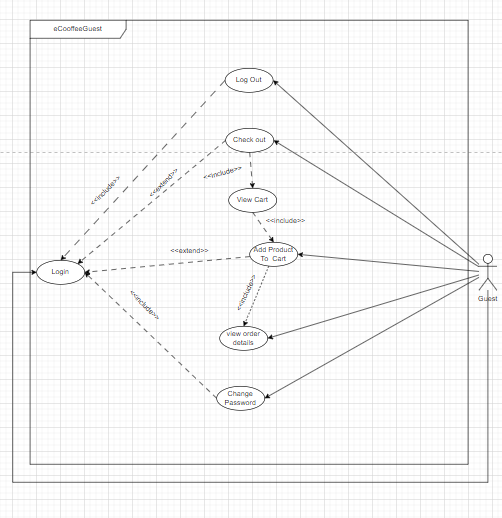 eCooffeeGuest
Log Out
Check out
<<include>>
<<extend>>
<<include>>
View Cart
<<include>>
<<extend>>
Add Product
To Cart
Login
<<include>>
<<include>>
Guest
view order
details
Change
Password